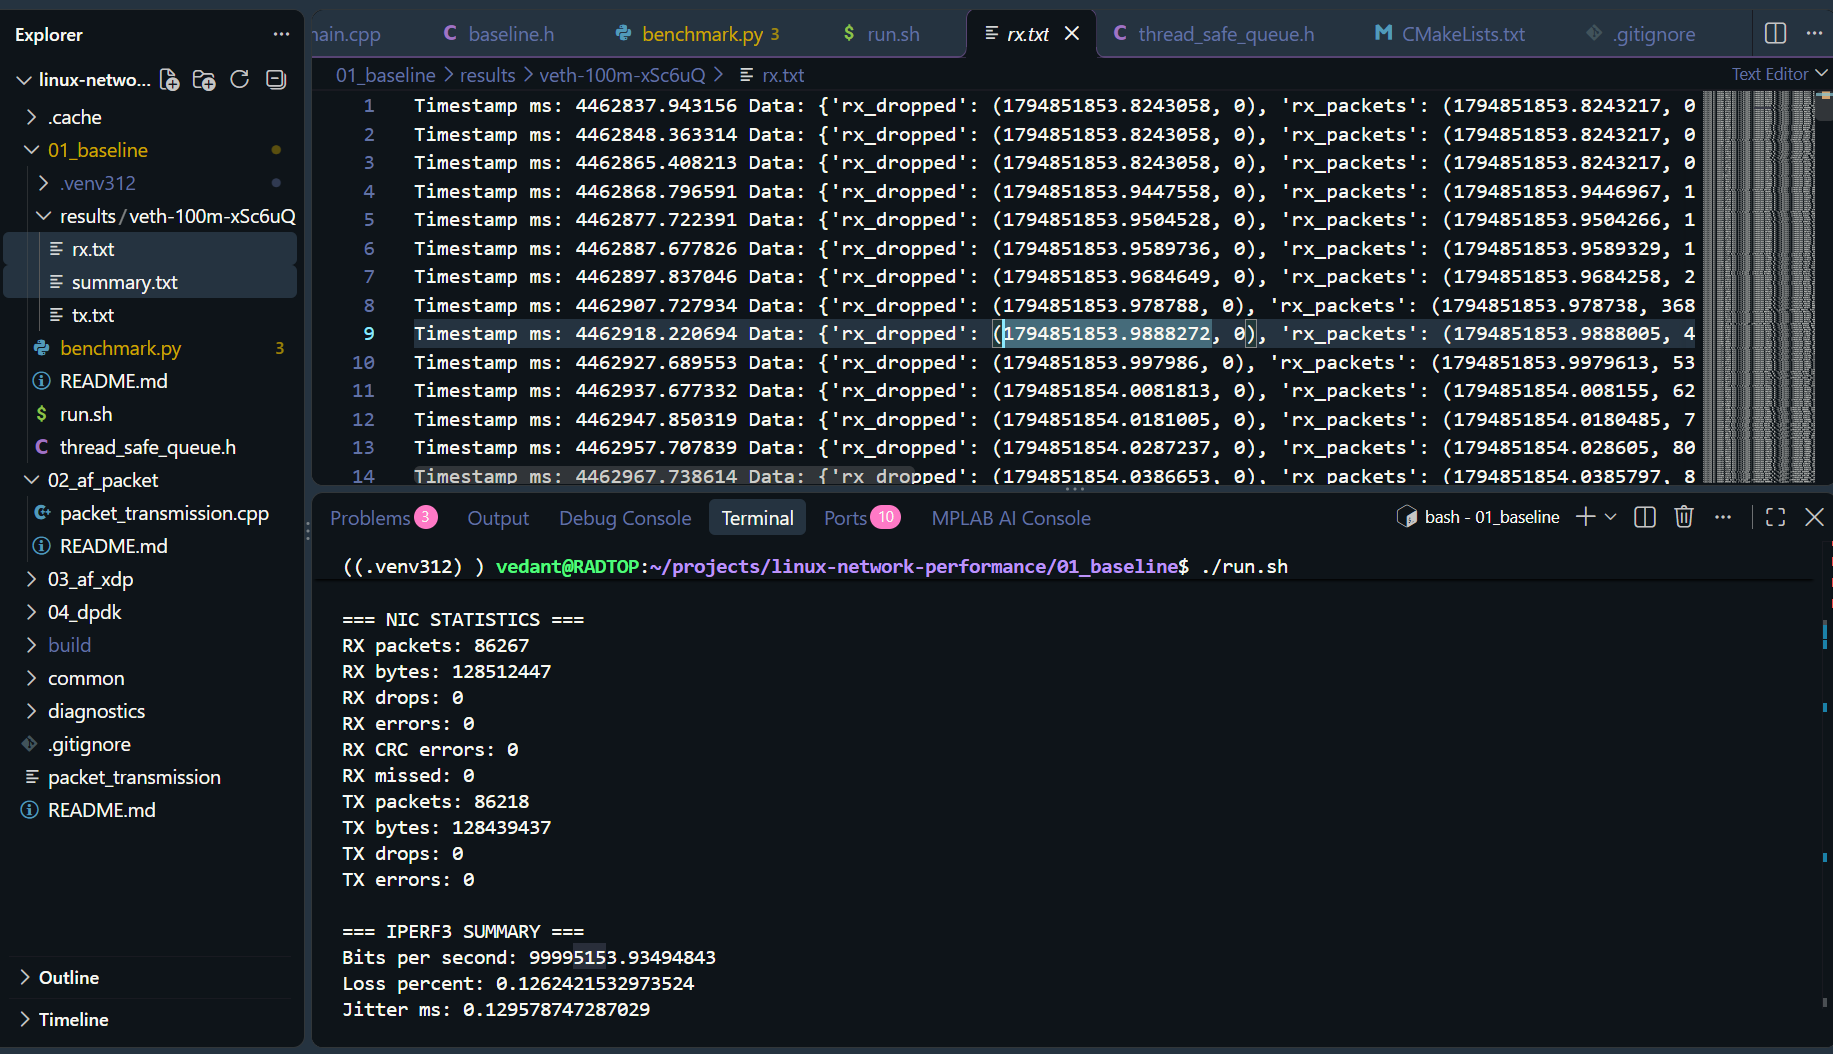 Explorer
linux-netwo...
.cache
01_baseline
.venv312
results/veth-100m-xSc6uQ
rx.txt
summary.txt
tx.txt
benchmark.py 3
README.md
run.sh
thread_safe_queue.h
02_af_packet
packet_transmission.cpp
README.md
03_af_xdp
04_dpdk
build
common
diagnostics
.gitignore
packet_transmission
README.md
Outline
Timeline
main.cpp baseline.h benchmark.py 3 run.sh rx.txt thread_safe_queue.h CMakeLists.txt .gitignore
01_baseline > results > veth-100m-xSc6uQ > rx.txt Text Editor
1 Timestamp ms: 4462837.943156 Data: {'rx_dropped': (1794851853.8243058, 0), 'rx_packets': (1794851853.8243217, 0
2 Timestamp ms: 4462848.363314 Data: {'rx_dropped': (1794851853.8243058, 0), 'rx_packets': (1794851853.8243217, 0
3 Timestamp ms: 4462865.408213 Data: {'rx_dropped': (1794851853.8243058, 0), 'rx_packets': (1794851853.8243217, 0
4 Timestamp ms: 4462868.796591 Data: {'rx_dropped': (1794851853.9447558, 0), 'rx_packets': (1794851853.9446967, 1
5 Timestamp ms: 4462877.722391 Data: {'rx_dropped': (1794851853.9504528, 0), 'rx_packets': (1794851853.9504266, 1
6 Timestamp ms: 4462887.677826 Data: {'rx_dropped': (1794851853.9589736, 0), 'rx_packets': (1794851853.9589329, 1
7 Timestamp ms: 4462897.837046 Data: {'rx_dropped': (1794851853.9684649, 0), 'rx_packets': (1794851853.9684258, 2
8 Timestamp ms: 4462907.727934 Data: {'rx_dropped': (1794851853.978788, 0), 'rx_packets': (1794851853.978738, 368
9 Timestamp ms: 4462918.220694 Data: {'rx_dropped': (1794851853.9888272, 0), 'rx_packets': (1794851853.9888005, 4
10 Timestamp ms: 4462927.689553 Data: {'rx_dropped': (1794851853.997986, 0), 'rx_packets': (1794851853.9979613, 53
11 Timestamp ms: 4462937.677332 Data: {'rx_dropped': (1794851854.0081813, 0), 'rx_packets': (1794851854.008155, 62
12 Timestamp ms: 4462947.850319 Data: {'rx_dropped': (1794851854.0181005, 0), 'rx_packets': (1794851854.0180485, 7
13 Timestamp ms: 4462957.707839 Data: {'rx_dropped': (1794851854.0287237, 0), 'rx_packets': (1794851854.028605, 80
14 Timestamp ms: 4462967.738614 Data: {'rx_dropped': (1794851854.0386653, 0), 'rx_packets': (1794851854.0385797, 8
Problems 3 Output Debug Console Terminal Ports 10 MPLAB AI Console bash - 01_baseline
((.venv312) ) vedant@RADTOP:~/projects/linux-network-performance/01_baseline$ ./run.sh
=== NIC STATISTICS ===
RX packets: 86267
RX bytes: 128512447
RX drops: 0
RX errors: 0
RX CRC errors: 0
RX missed: 0
TX packets: 86218
TX bytes: 128439437
TX drops: 0
TX errors: 0
=== IPERF3 SUMMARY ===
Bits per second: 99995153.93494843
Loss percent: 0.1262421532973524
Jitter ms: 0.129578747287029